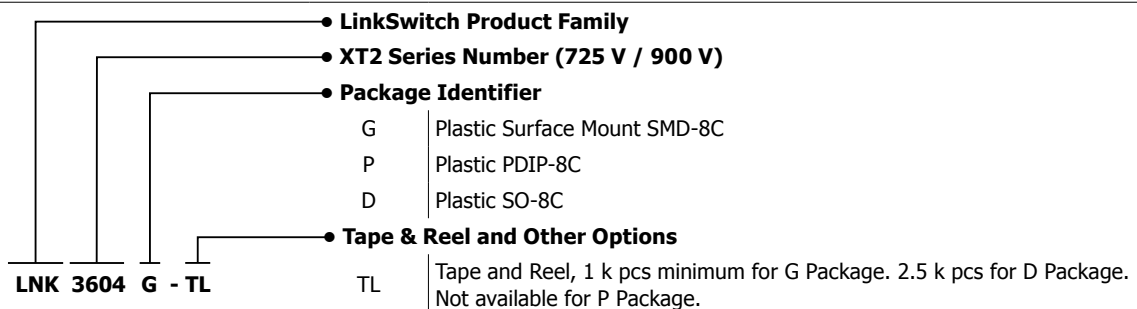 LinkSwitch Product Family
XT2 Series Number (725 V / 900 V)
Package Identifier
G Plastic Surface Mount SMD-8C
P Plastic PDIP-8C
D Plastic SO-8C
Tape & Reel and Other Options
TL Tape and Reel, 1 k pcs minimum for G Package. 2.5 k pcs for D Package.
Not available for P Package.
LNK 3604 G - TL